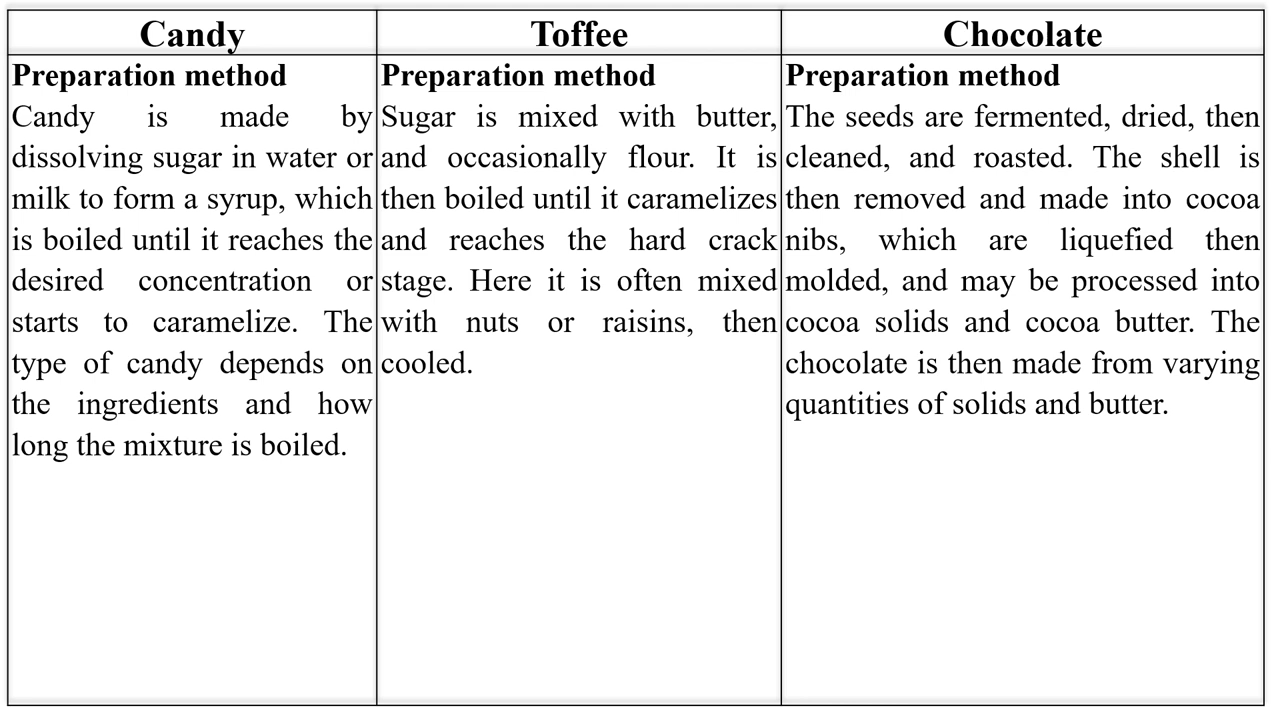 Candy
Toffee
Chocolate
Preparation method
Candy is made by
dissolving sugar in water or
milk to form a syrup, which
is boiled until it reaches the
desired concentration or
starts to caramelize. The
type of candy depends on
the ingredients and how
long the mixture is boiled.
Preparation method
Sugar is mixed with butter,
and occasionally flour. It is
then boiled until it caramelizes
and reaches the hard crack
stage. Here it is often mixed
with nuts or raisins, then
cooled.
Preparation method
The seeds are fermented, dried, then
cleaned, and roasted. The shell is
then removed and made into cocoa
nibs, which are liquefied then
molded, and may be processed into
cocoa solids and cocoa butter. The
chocolate is then made from varying
quantities of solids and butter.